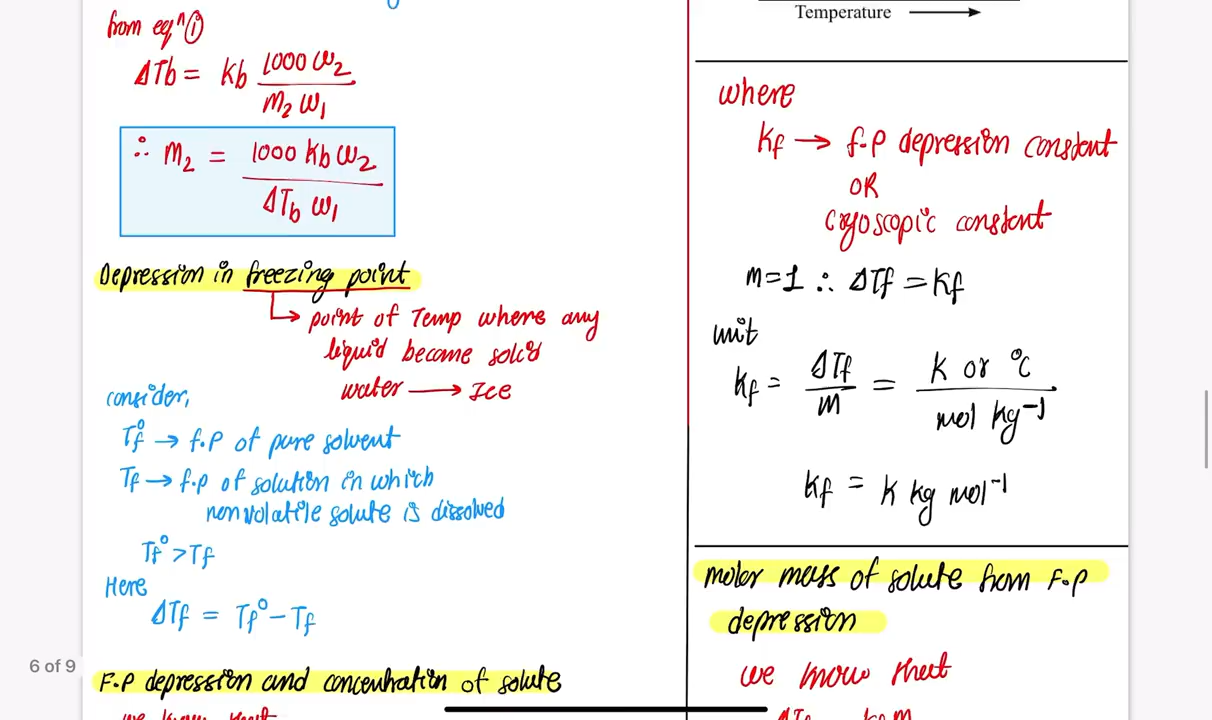 from eqⁿ ①
ΔTb = Kb 1000 W₂ / M₂ W₁
∴ M₂ = 1000 Kb W₂ / ΔTb W₁
Depression in freezing point
↳ point of Temp where any
liquid become solid
water → Ice
consider,
Tf° → f.p of pure solvent
Tf → f.p of solution in which
nonvolatile solute is dissolved
Tf° > Tf
Here
ΔTf = Tf° − Tf
6 of 9
F.P depression and concentration of solute
we know that
Temperature →
where
Kf → f.P depression constant
OR
cryoscopic constant
m=1 ∴ ΔTf = Kf
unit
Kf = ΔTf / m = K or °C / mol kg⁻¹
Kf = K kg mol⁻¹
molar mass of solute from F.P
depression
we know that